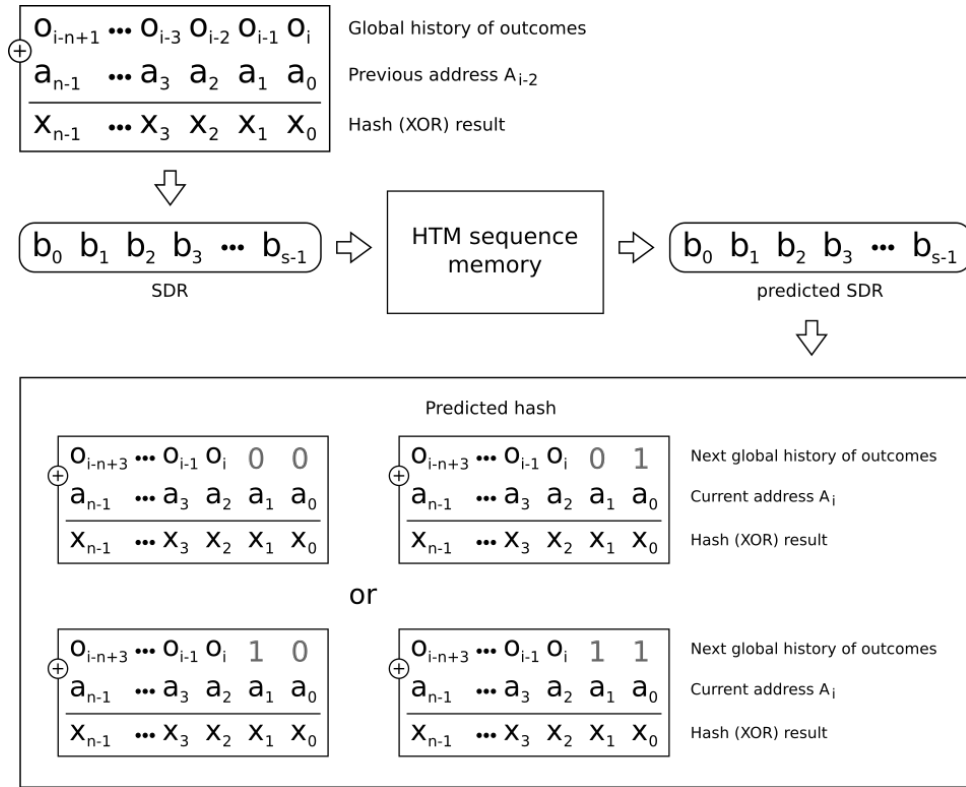 ⊕ o_{i-n+1} ••• o_{i-3} o_{i-2} o_{i-1} o_i Global history of outcomes
a_{n-1} ••• a_3 a_2 a_1 a_0 Previous address A_{i-2}
x_{n-1} ••• x_3 x_2 x_1 x_0 Hash (XOR) result
b_0 b_1 b_2 b_3 ••• b_{s-1}
SDR
HTM sequence
memory
b_0 b_1 b_2 b_3 ••• b_{s-1}
predicted SDR
Predicted hash
⊕ o_{i-n+3} ••• o_{i-1} o_i 0 0 ⊕ o_{i-n+3} ••• o_{i-1} o_i 0 1 Next global history of outcomes
a_{n-1} ••• a_3 a_2 a_1 a_0 a_{n-1} ••• a_3 a_2 a_1 a_0 Current address A_i
x_{n-1} ••• x_3 x_2 x_1 x_0 x_{n-1} ••• x_3 x_2 x_1 x_0 Hash (XOR) result
or
⊕ o_{i-n+3} ••• o_{i-1} o_i 1 0 ⊕ o_{i-n+3} ••• o_{i-1} o_i 1 1 Next global history of outcomes
a_{n-1} ••• a_3 a_2 a_1 a_0 a_{n-1} ••• a_3 a_2 a_1 a_0 Current address A_i
x_{n-1} ••• x_3 x_2 x_1 x_0 x_{n-1} ••• x_3 x_2 x_1 x_0 Hash (XOR) result